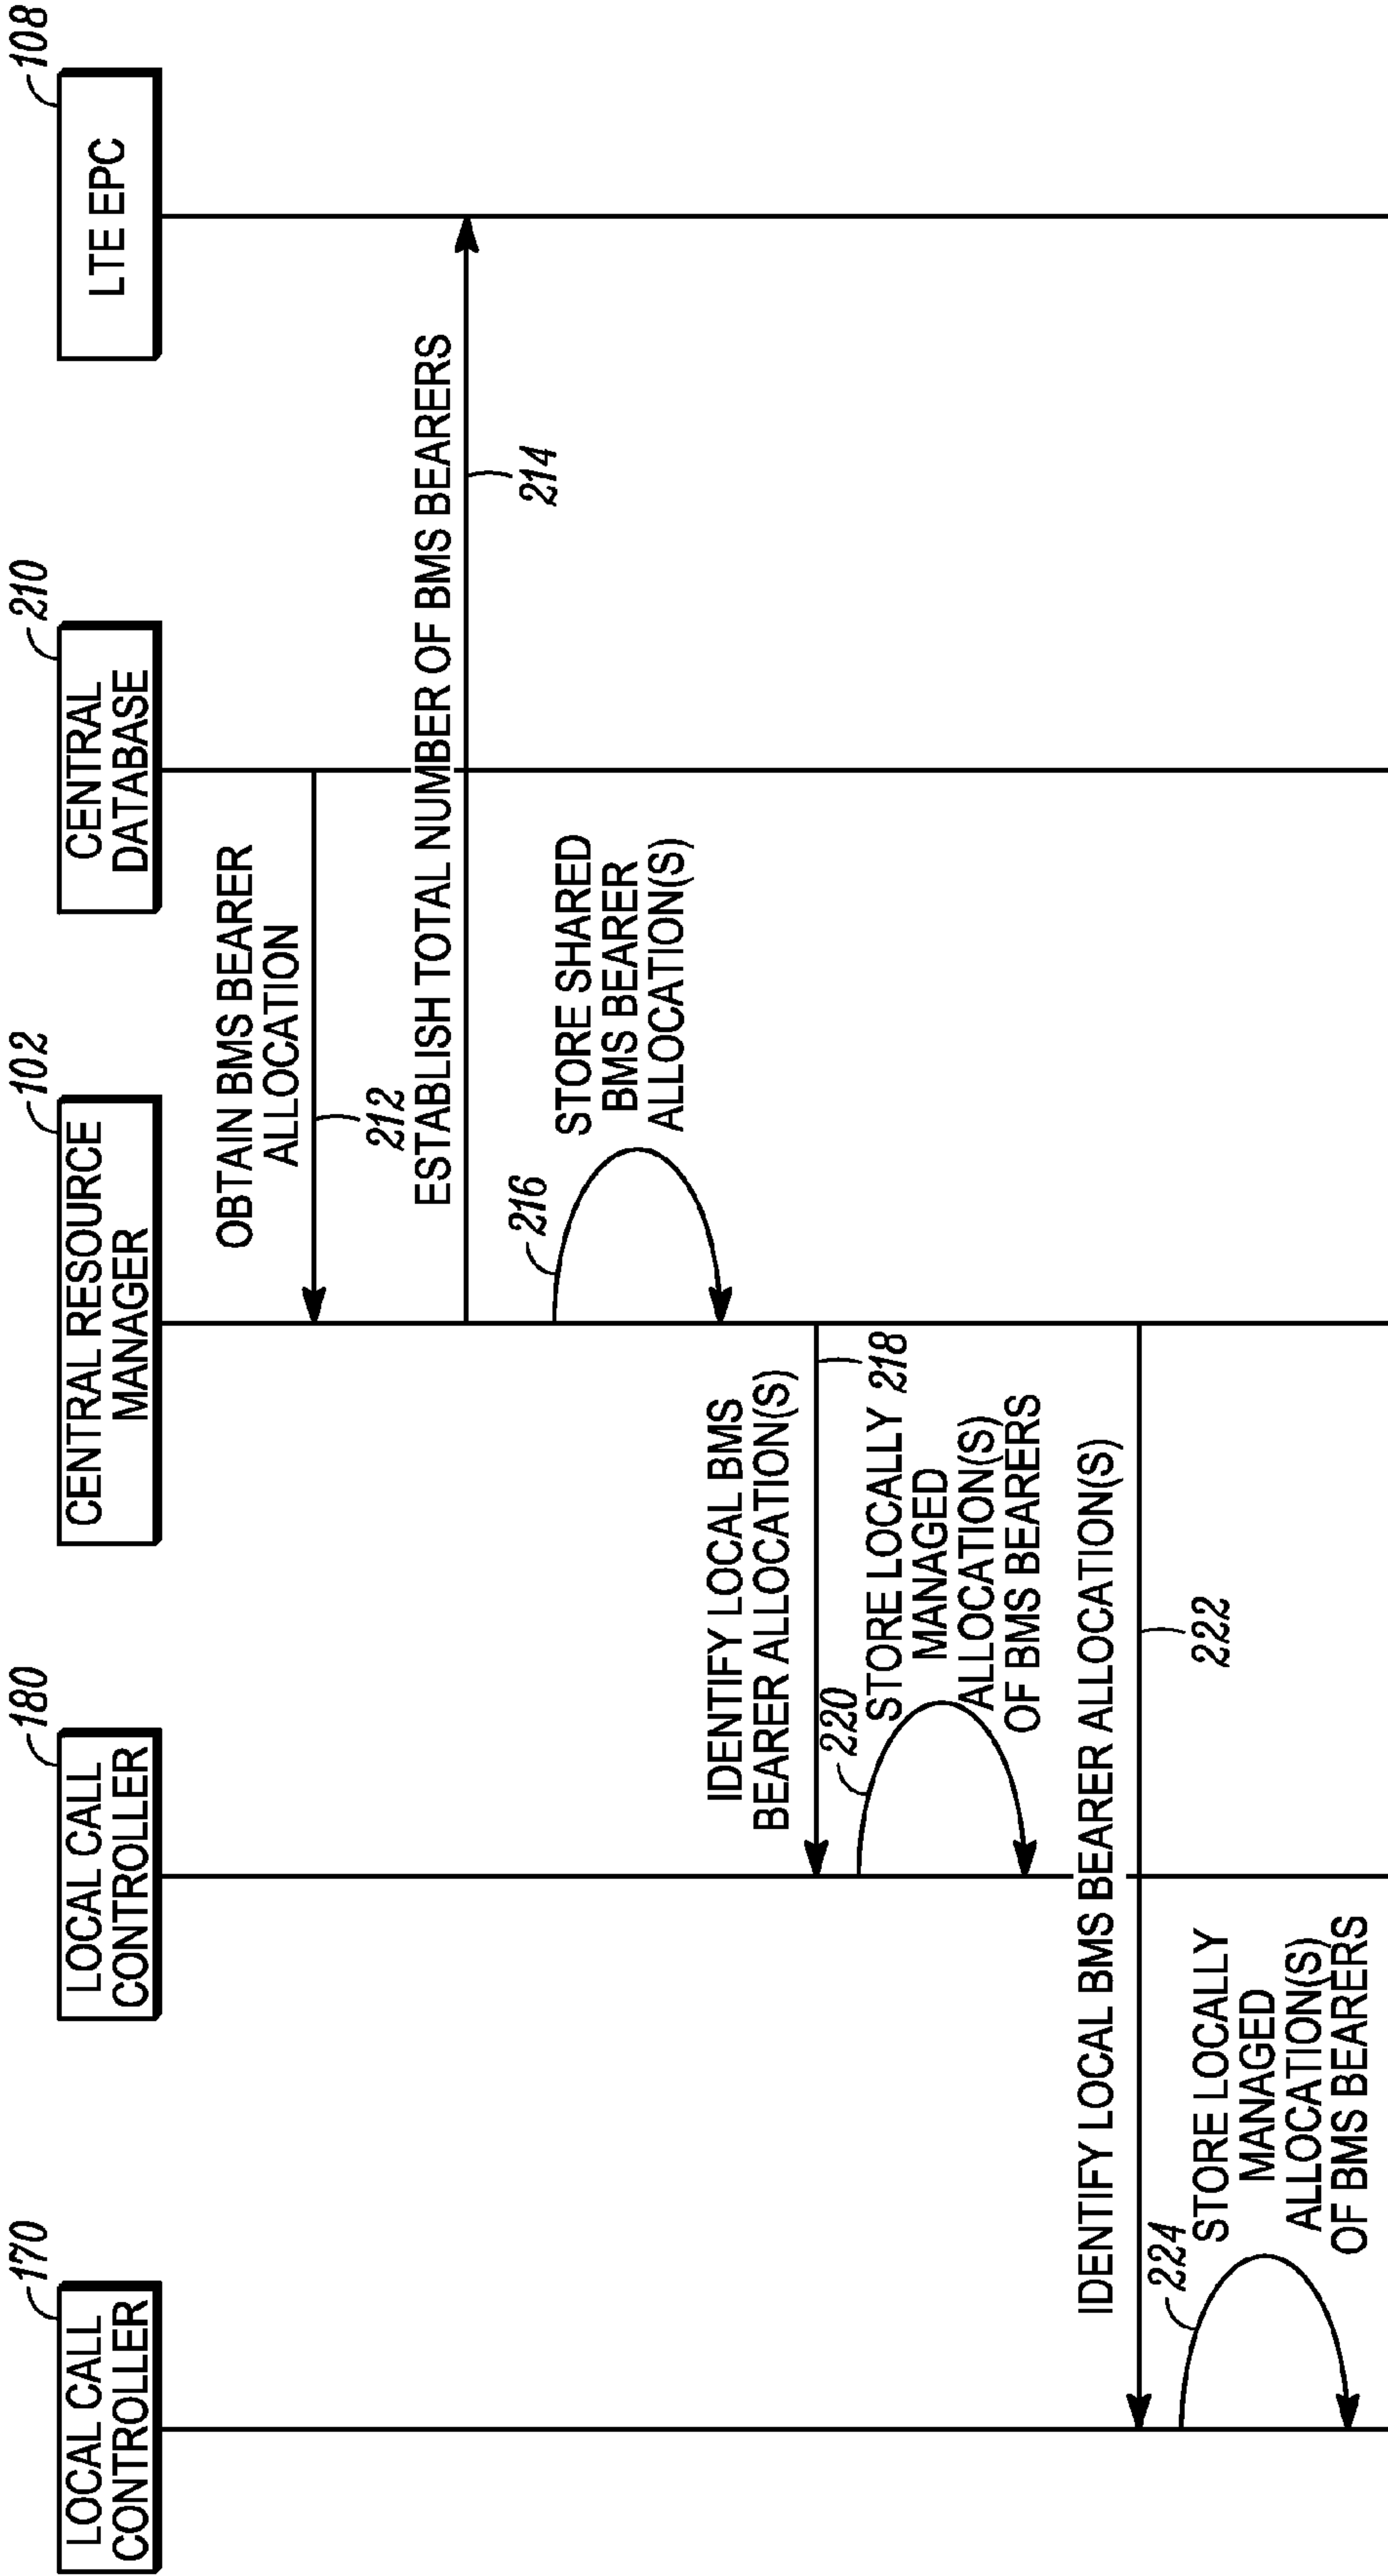 170
LOCAL CALL
CONTROLLER
180
LOCAL CALL
CONTROLLER
102
CENTRAL RESOURCE
MANAGER
210
CENTRAL
DATABASE
108
LTE EPC
OBTAIN BMS BEARER
ALLOCATION
212
ESTABLISH TOTAL NUMBER OF BMS BEARERS
214
216
STORE SHARED
BMS BEARER
ALLOCATION(S)
IDENTIFY LOCAL BMS
BEARER ALLOCATION(S)
218
220
STORE LOCALLY
MANAGED
ALLOCATION(S)
OF BMS BEARERS
IDENTIFY LOCAL BMS BEARER ALLOCATION(S)
222
224
STORE LOCALLY
MANAGED
ALLOCATION(S)
OF BMS BEARERS